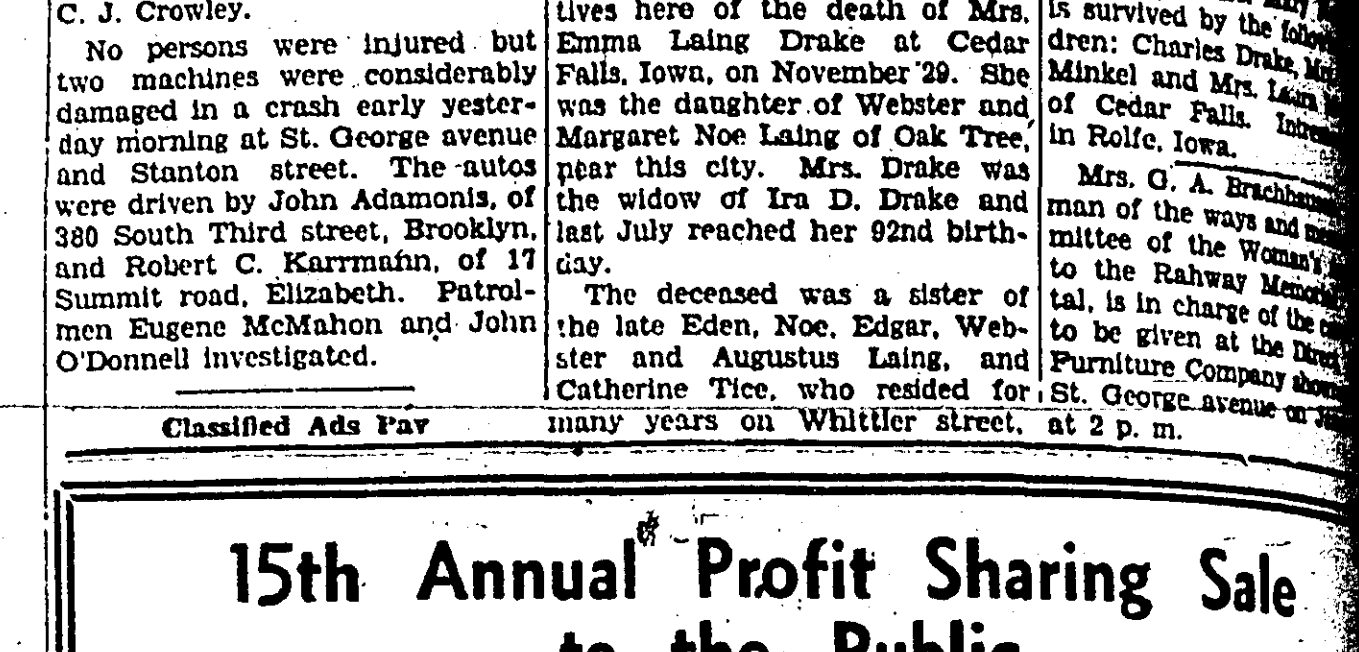 C. J. Crowley.
No persons were injured but
two machines were considerably
damaged in a crash early yester-
day morning at St. George avenue
and Stanton street. The autos
were driven by John Adamonis, of
380 South Third street, Brooklyn,
and Robert C. Karrmann, of 17
Summit road, Elizabeth. Patrol-
men Eugene McMahon and John
O'Donnell investigated.
Classified Ads Pay
tives here of the death of Mrs.
Emma Laing Drake at Cedar
Falls, Iowa, on November 29. She
was the daughter of Webster and
Margaret Noe Laing of Oak Tree,
near this city. Mrs. Drake was
the widow of Ira D. Drake and
last July reached her 92nd birth-
day.
The deceased was a sister of
the late Eden, Noe, Edgar, Web-
ster and Augustus Laing, and
Catherine Tice, who resided for
many years on Whittier street,
is survived by the
dren: Charles Drake,
Minkel and Mrs.
of Cedar Falls.
in Rolfe, Iowa.
Mrs. G. A.
man of the ways and
mittee of the Woman's
to the Rahway
tal, is in charge of the
to be given at the
Furniture Company
St. George avenue on
at 2 p. m.
15th Annual Profit Sharing Sale
to the Public